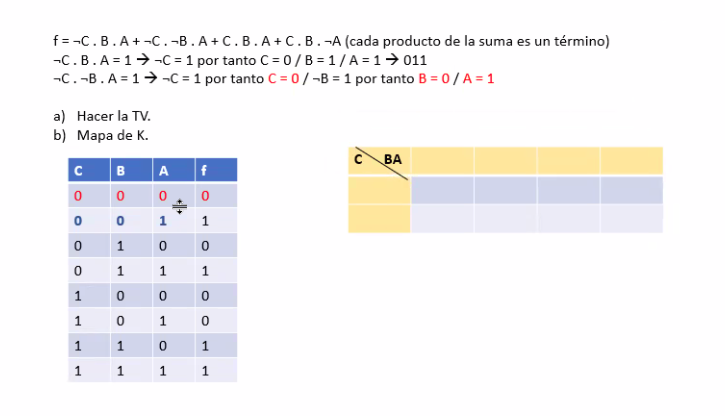 f = ¬C . B . A + ¬C . ¬B . A + C . B . A + C . B . ¬A (cada producto de la suma es un término)
¬C . B . A = 1 → ¬C = 1 por tanto C = 0 / B = 1 / A = 1 → 011
¬C . ¬B . A = 1 → ¬C = 1 por tanto C = 0 / ¬B = 1 por tanto B = 0 / A = 1
a) Hacer la TV.
b) Mapa de K.
C B A f
0 0 0 0
0 0 1 1
0 1 0 0
0 1 1 1
1 0 0 0
1 0 1 0
1 1 0 1
1 1 1 1
C BA